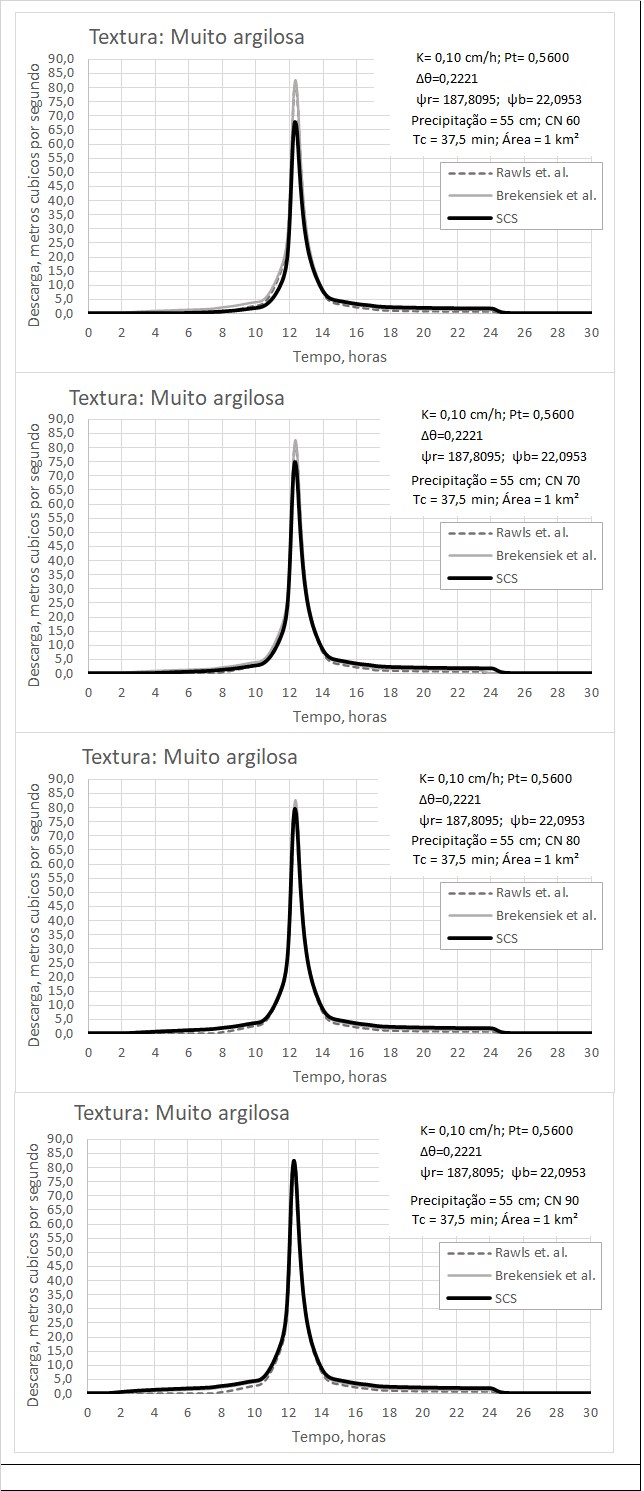 Textura: Muito argilosa
K= 0,10 cm/h; Pt= 0,5600
Δθ=0,2221
ψr= 187,8095; ψb= 22,0953
Precipitação = 55 cm; CN 60
Tc = 37,5 min; Área = 1 km²
Rawls et. al.
Brekensiek et al.
SCS
Descarga, metros cubicos por segundo
90,0
85,0
80,0
75,0
70,0
65,0
60,0
55,0
50,0
45,0
40,0
35,0
30,0
25,0
20,0
15,0
10,0
5,0
0,0
0 2 4 6 8 10 12 14 16 18 20 22 24 26 28 30
Tempo, horas
Textura: Muito argilosa
K= 0,10 cm/h; Pt= 0,5600
Δθ=0,2221
ψr= 187,8095; ψb= 22,0953
Precipitação = 55 cm; CN 70
Tc = 37,5 min; Área = 1 km²
Rawls et. al.
Brekensiek et al.
SCS
Descarga, metros cubicos por segundo
90,0
85,0
80,0
75,0
70,0
65,0
60,0
55,0
50,0
45,0
40,0
35,0
30,0
25,0
20,0
15,0
10,0
5,0
0,0
0 2 4 6 8 10 12 14 16 18 20 22 24 26 28 30
Tempo, horas
Textura: Muito argilosa
K= 0,10 cm/h; Pt= 0,5600
Δθ=0,2221
ψr= 187,8095; ψb= 22,0953
Precipitação = 55 cm; CN 80
Tc = 37,5 min; Área = 1 km²
Rawls et. al.
Brekensiek et al.
SCS
Descarga, metros cubicos por segundo
90,0
85,0
80,0
75,0
70,0
65,0
60,0
55,0
50,0
45,0
40,0
35,0
30,0
25,0
20,0
15,0
10,0
5,0
0,0
0 2 4 6 8 10 12 14 16 18 20 22 24 26 28 30
Tempo, horas
Textura: Muito argilosa
K= 0,10 cm/h; Pt= 0,5600
Δθ=0,2221
ψr= 187,8095; ψb= 22,0953
Precipitação = 55 cm; CN 90
Tc = 37,5 min; Área = 1 km²
Rawls et. al.
Brekensiek et al.
SCS
Descarga, metros cubicos por segundo
90,0
85,0
80,0
75,0
70,0
65,0
60,0
55,0
50,0
45,0
40,0
35,0
30,0
25,0
20,0
15,0
10,0
5,0
0,0
0 2 4 6 8 10 12 14 16 18 20 22 24 26 28 30
Tempo, horas